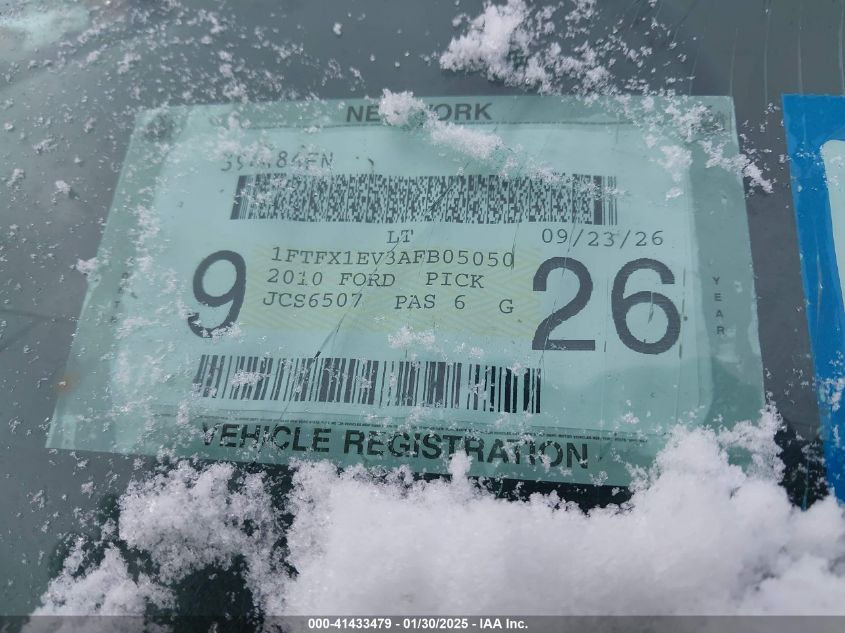 NEW YORK
LT 09/23/26
1FTFX1EV3AFB05050
2010 FORD PICK
JCS6507 PAS 6 G
9 26
YEAR
VEHICLE REGISTRATION
000-41433479 - 01/30/2025 - IAA Inc.